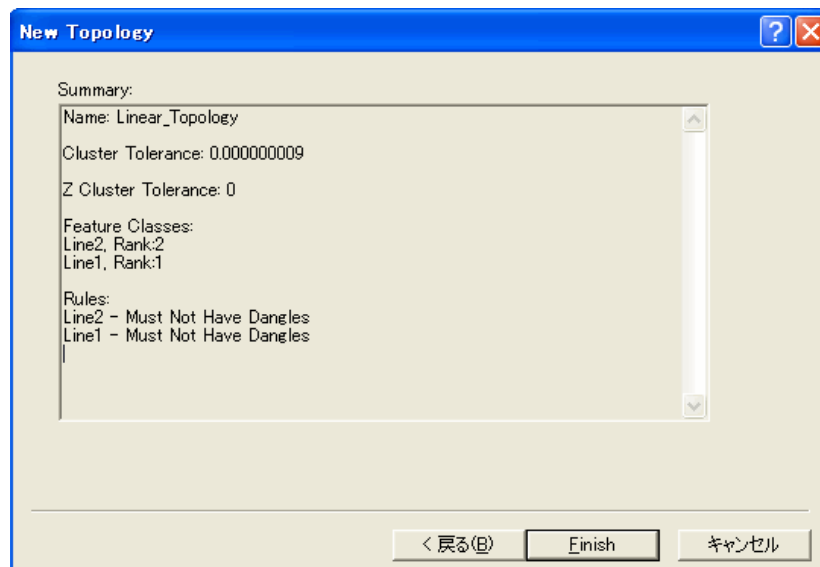 New Topology
Summary:
Name: Linear_Topology
Cluster Tolerance: 0.000000009
Z Cluster Tolerance: 0
Feature Classes:
Line2, Rank:2
Line1, Rank:1
Rules:
Line2 - Must Not Have Dangles
Line1 - Must Not Have Dangles
< 戻る(B) Finish キャンセル